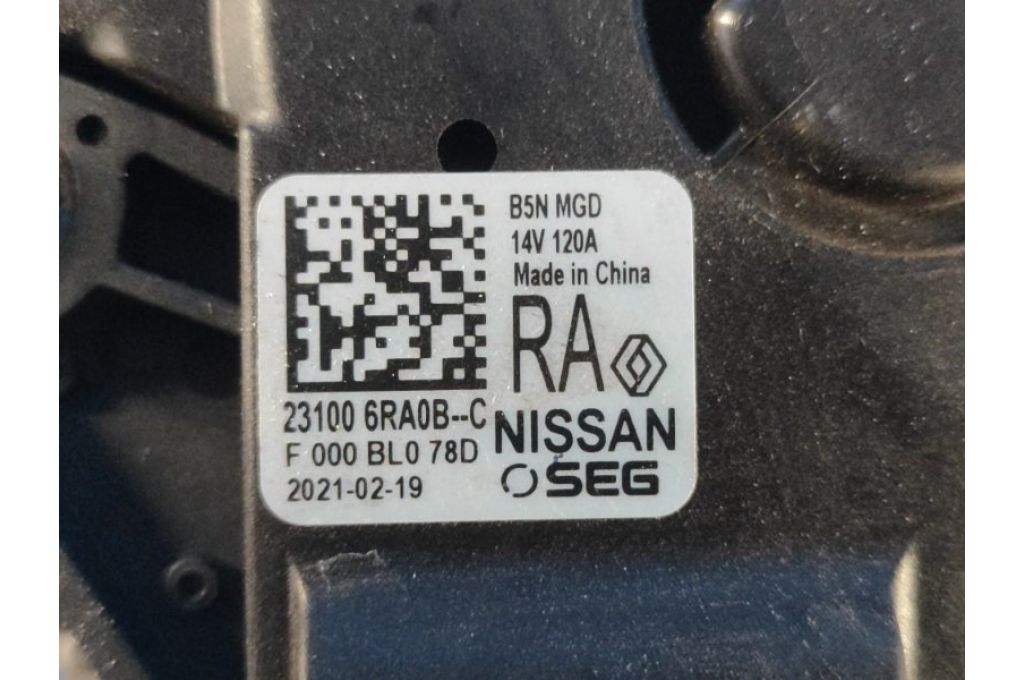 B5N MGD
14V 120A
Made in China
RA
23100 6RA0B--C
NISSAN
F 000 BL0 78D
SEG
2021-02-19